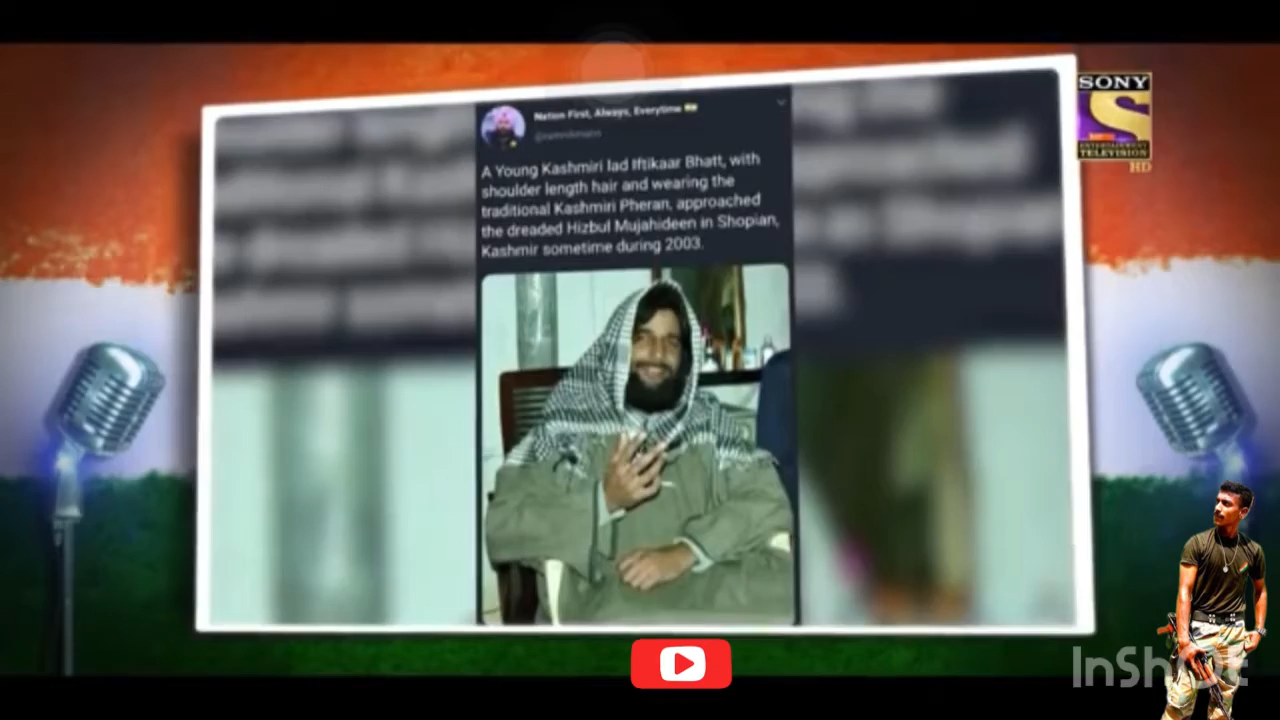 Nation First, Always, Everytime
A Young Kashmiri lad Iftikaar Bhatt, with
shoulder length hair and wearing the
traditional Kashmiri Pheran, approached
the dreaded Hizbul Mujahideen in Shopian,
Kashmir sometime during 2003.
SONY
ENTERTAINMENT
TELEVISION
HD
InShOt